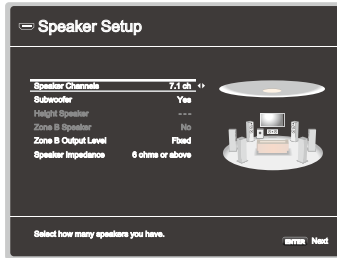 Speaker Setup
Speaker Channels 7.1 ch
Subwoofer Yes
Height Speaker ---
Zone B Speaker No
Zone B Output Level Fixed
Speaker Impedance 6 ohms or above
Select how many speakers you have.
ENTER Next